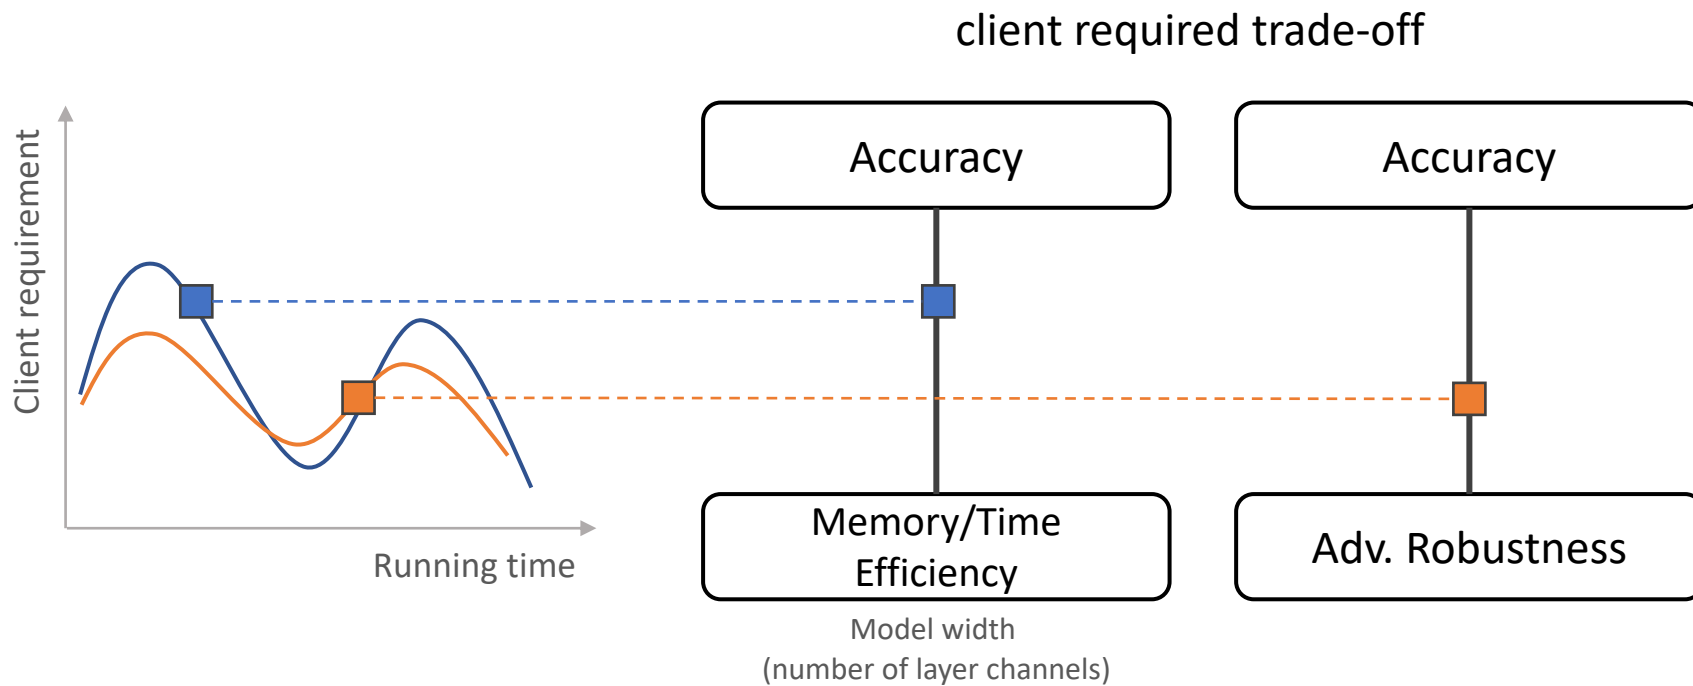 client required trade-off
Client requirement
Running time
Accuracy
Memory/Time
Efficiency
Model width
(number of layer channels)
Accuracy
Adv. Robustness